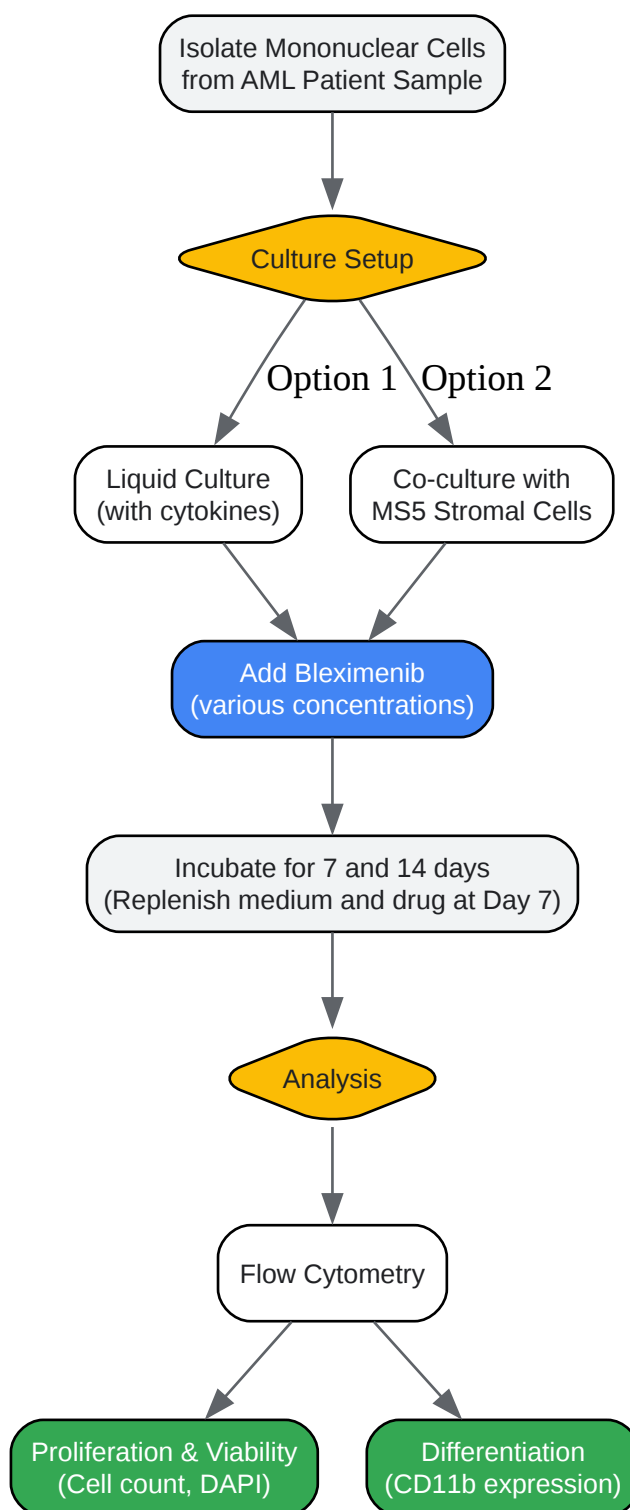 Isolate Mononuclear Cells
from AML Patient Sample
Culture Setup
Option 1
Option 2
Liquid Culture
(with cytokines)
Co-culture with
MS5 Stromal Cells
Add Bleximenib
(various concentrations)
Incubate for 7 and 14 days
(Replenish medium and drug at Day 7)
Analysis
Flow Cytometry
Proliferation & Viability
(Cell count, DAPI)
Differentiation
(CD11b expression)